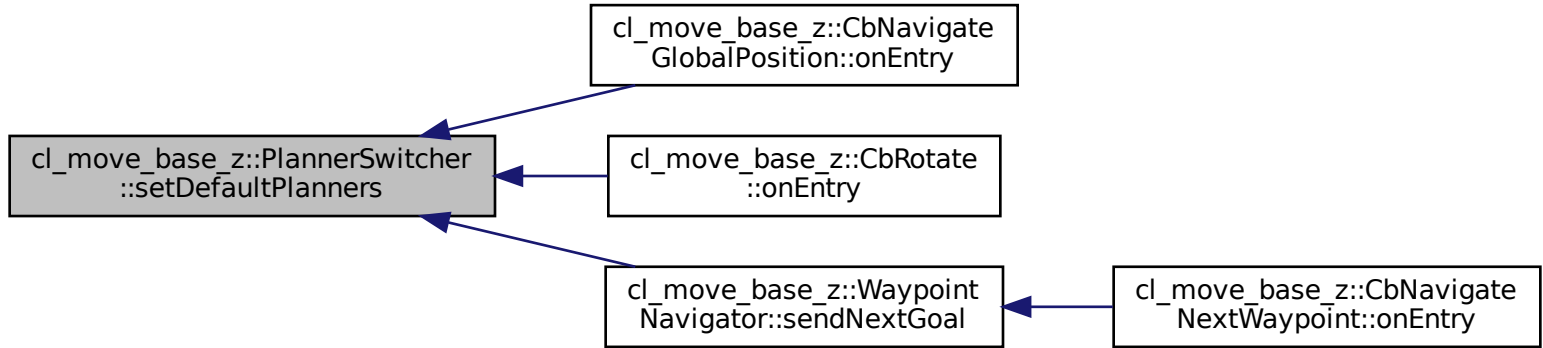 cl_move_base_z::CbNavigate
GlobalPosition::onEntry
cl_move_base_z::PlannerSwitcher
::setDefaultPlanners
cl_move_base_z::CbRotate
::onEntry
cl_move_base_z::Waypoint
Navigator::sendNextGoal
cl_move_base_z::CbNavigate
NextWaypoint::onEntry